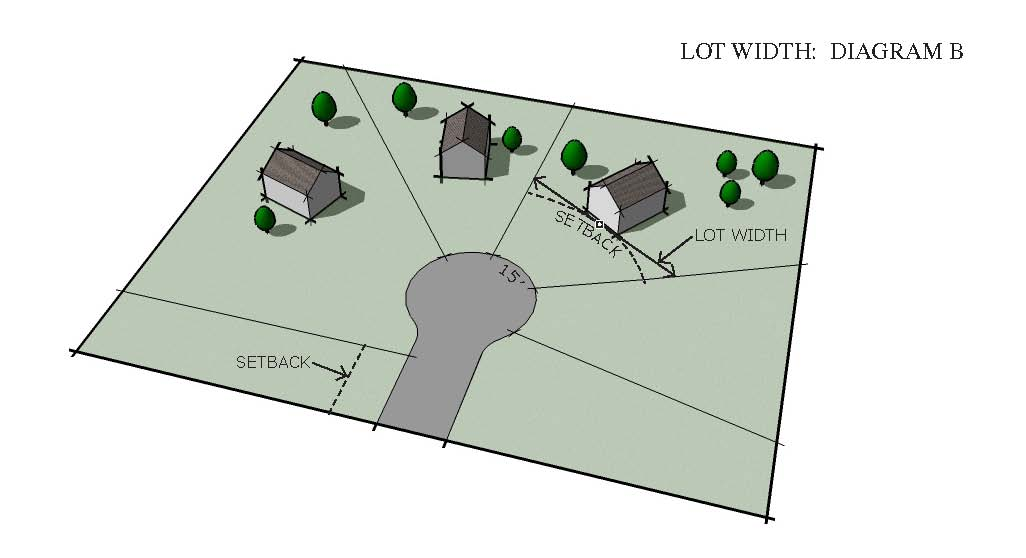 LOT WIDTH: DIAGRAM B
SETBACK
LOT WIDTH
15'
SETBACK